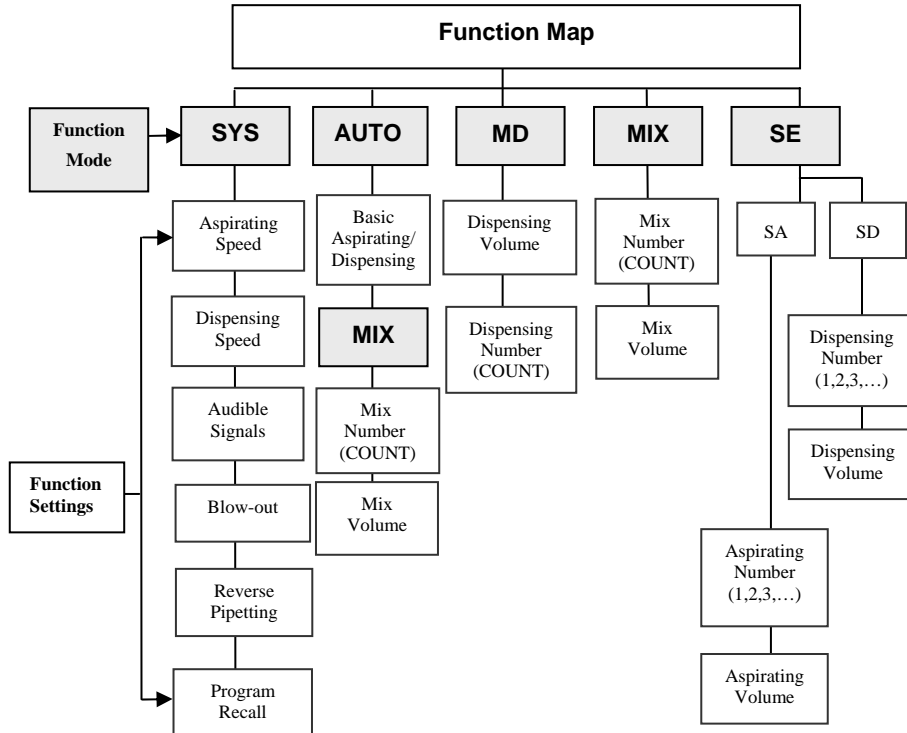 Function Map
Function
Mode
SYS
AUTO
MD
MIX
SE
Aspirating
Speed
Dispensing
Speed
Audible
Signals
Blow-out
Reverse
Pipetting
Program
Recall
Function
Settings
Basic
Aspirating/
Dispensing
MIX
Mix
Number
(COUNT)
Mix
Volume
Dispensing
Volume
Dispensing
Number
(COUNT)
Mix
Number
(COUNT)
Mix
Volume
SA
SD
Dispensing
Number
(1,2,3,…)
Dispensing
Volume
Aspirating
Number
(1,2,3,…)
Aspirating
Volume